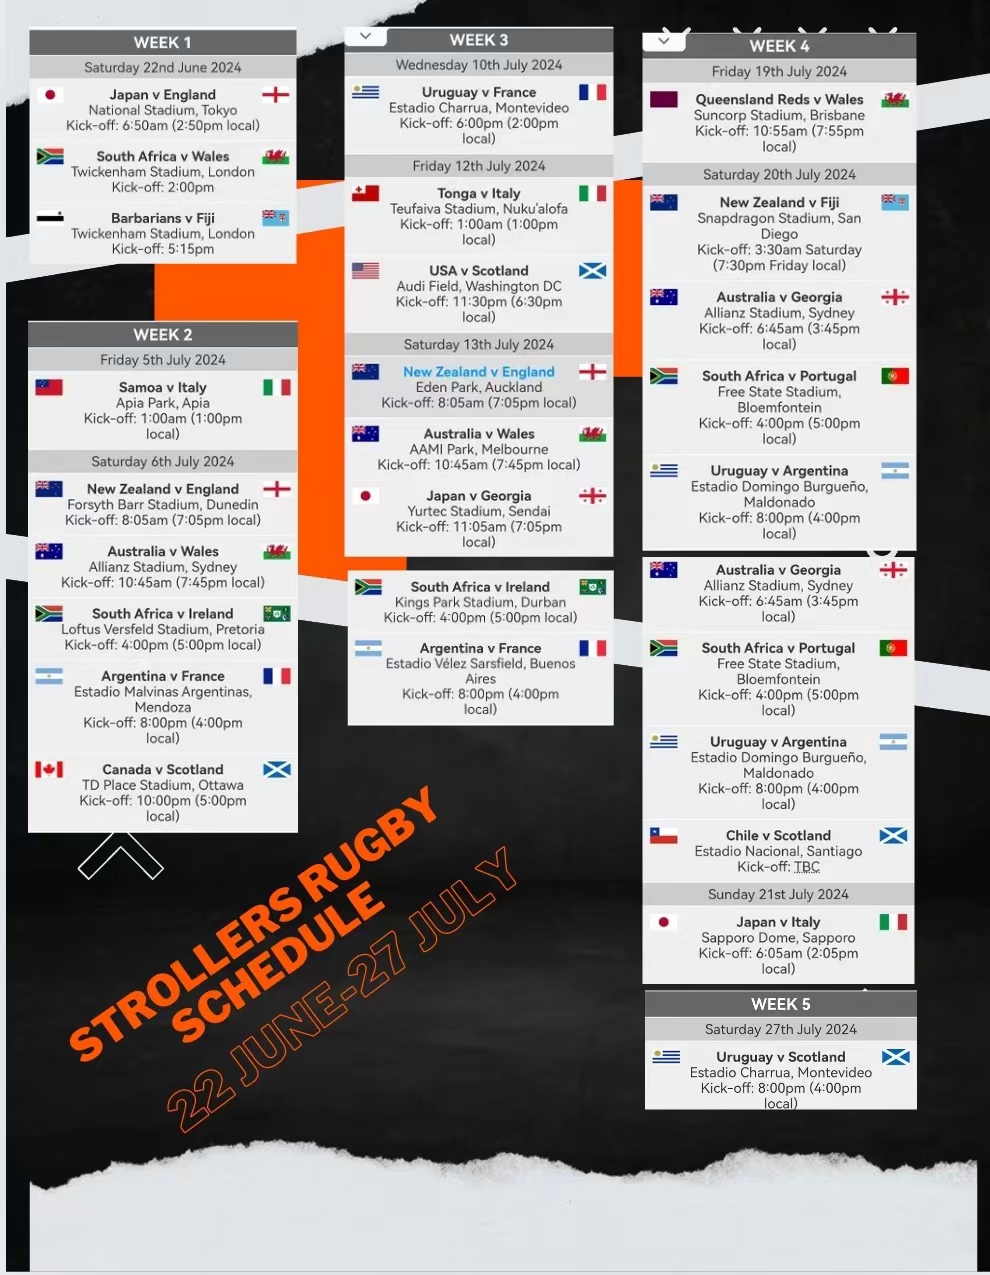 WEEK 1
Saturday 22nd June 2024
Japan v England
National Stadium, Tokyo
Kick-off: 6:50am (2:50pm local)
South Africa v Wales
Twickenham Stadium, London
Kick-off: 2:00pm
Barbarians v Fiji
Twickenham Stadium, London
Kick-off: 5:15pm
WEEK 2
Friday 5th July 2024
Samoa v Italy
Apia Park, Apia
Kick-off: 1:00am (1:00pm
local)
Saturday 6th July 2024
New Zealand v England
Forsyth Barr Stadium, Dunedin
Kick-off: 8:05am (7:05pm local)
Australia v Wales
Allianz Stadium, Sydney
Kick-off: 10:45am (7:45pm local)
South Africa v Ireland
Loftus Versfeld Stadium, Pretoria
Kick-off: 4:00pm (5:00pm local)
Argentina v France
Estadio Malvinas Argentinas,
Mendoza
Kick-off: 8:00pm (4:00pm
local)
Canada v Scotland
TD Place Stadium, Ottawa
Kick-off: 10:00pm (5:00pm
local)
WEEK 3
Wednesday 10th July 2024
Uruguay v France
Estadio Charrua, Montevideo
Kick-off: 6:00pm (2:00pm
local)
Friday 12th July 2024
Tonga v Italy
Teufaiva Stadium, Nuku'alofa
Kick-off: 1:00am (1:00pm
local)
USA v Scotland
Audi Field, Washington DC
Kick-off: 11:30pm (6:30pm
local)
Saturday 13th July 2024
New Zealand v England
Eden Park, Auckland
Kick-off: 8:05am (7:05pm local)
Australia v Wales
AAMI Park, Melbourne
Kick-off: 10:45am (7:45pm local)
Japan v Georgia
Yurtec Stadium, Sendai
Kick-off: 11:05am (7:05pm
local)
South Africa v Ireland
Kings Park Stadium, Durban
Kick-off: 4:00pm (5:00pm local)
Argentina v France
Estadio Vélez Sarsfield, Buenos
Aires
Kick-off: 8:00pm (4:00pm
local)
WEEK 4
Friday 19th July 2024
Queensland Reds v Wales
Suncorp Stadium, Brisbane
Kick-off: 10:55am (7:55pm
local)
Saturday 20th July 2024
New Zealand v Fiji
Snapdragon Stadium, San
Diego
Kick-off: 3:30am Saturday
(7:30pm Friday local)
Australia v Georgia
Allianz Stadium, Sydney
Kick-off: 6:45am (3:45pm
local)
South Africa v Portugal
Free State Stadium,
Bloemfontein
Kick-off: 4:00pm (5:00pm
local)
Uruguay v Argentina
Estadio Domingo Burgueño,
Maldonado
Kick-off: 8:00pm (4:00pm
local)
Australia v Georgia
Allianz Stadium, Sydney
Kick-off: 6:45am (3:45pm
local)
South Africa v Portugal
Free State Stadium,
Bloemfontein
Kick-off: 4:00pm (5:00pm
local)
Uruguay v Argentina
Estadio Domingo Burgueño,
Maldonado
Kick-off: 8:00pm (4:00pm
local)
Chile v Scotland
Estadio Nacional, Santiago
Kick-off: TBC
Sunday 21st July 2024
Japan v Italy
Sapporo Dome, Sapporo
Kick-off: 6:05am (2:05pm
local)
WEEK 5
Saturday 27th July 2024
Uruguay v Scotland
Estadio Charrua, Montevideo
Kick-off: 8:00pm (4:00pm
local)
STROLLERS RUGBY
SCHEDULE
22 JUNE-27 JULY